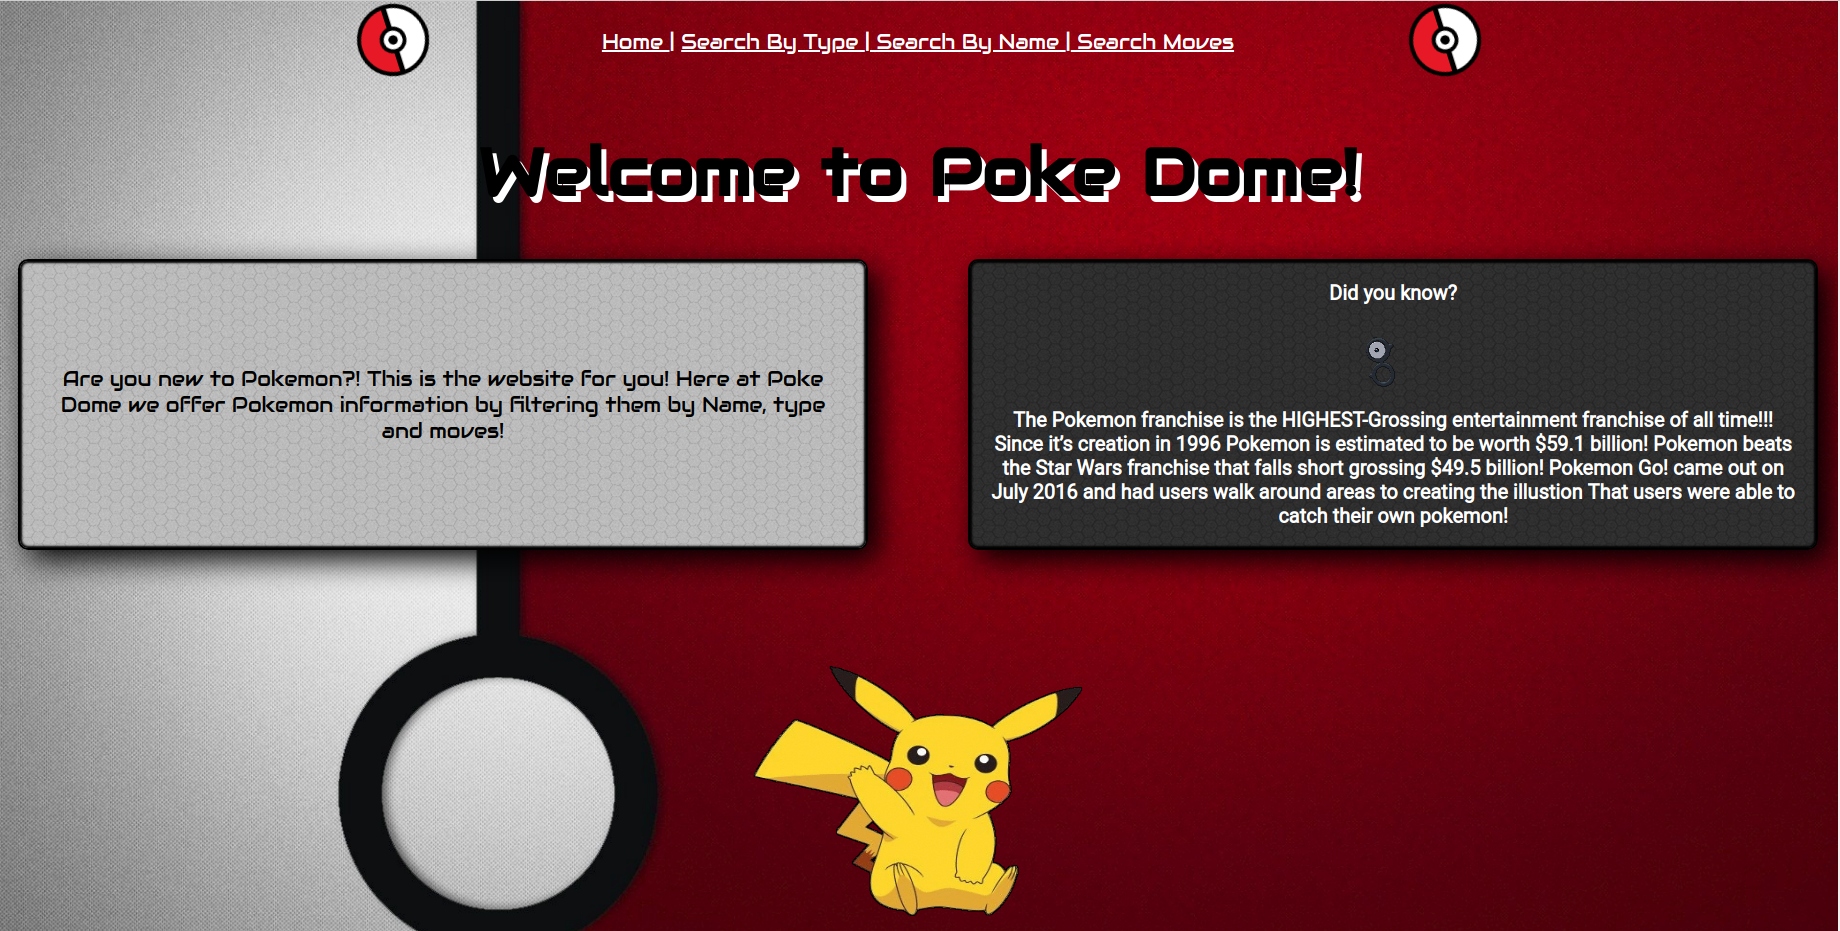 Home | Search By Type | Search By Name | Search Moves
Welcome to Poke Dome!
Are you new to Pokemon?! This is the website for you! Here at Poke
Dome we offer Pokemon information by filtering them by Name, type
and moves!
Did you know?
The Pokemon franchise is the HIGHEST-Grossing entertainment franchise of all time!!!
Since it's creation in 1996 Pokemon is estimated to be worth $59.1 billion! Pokemon beats
the Star Wars franchise that falls short grossing $49.5 billion! Pokemon Go! came out on
July 2016 and had users walk around areas to creating the illustion That users were able to
catch their own pokemon!